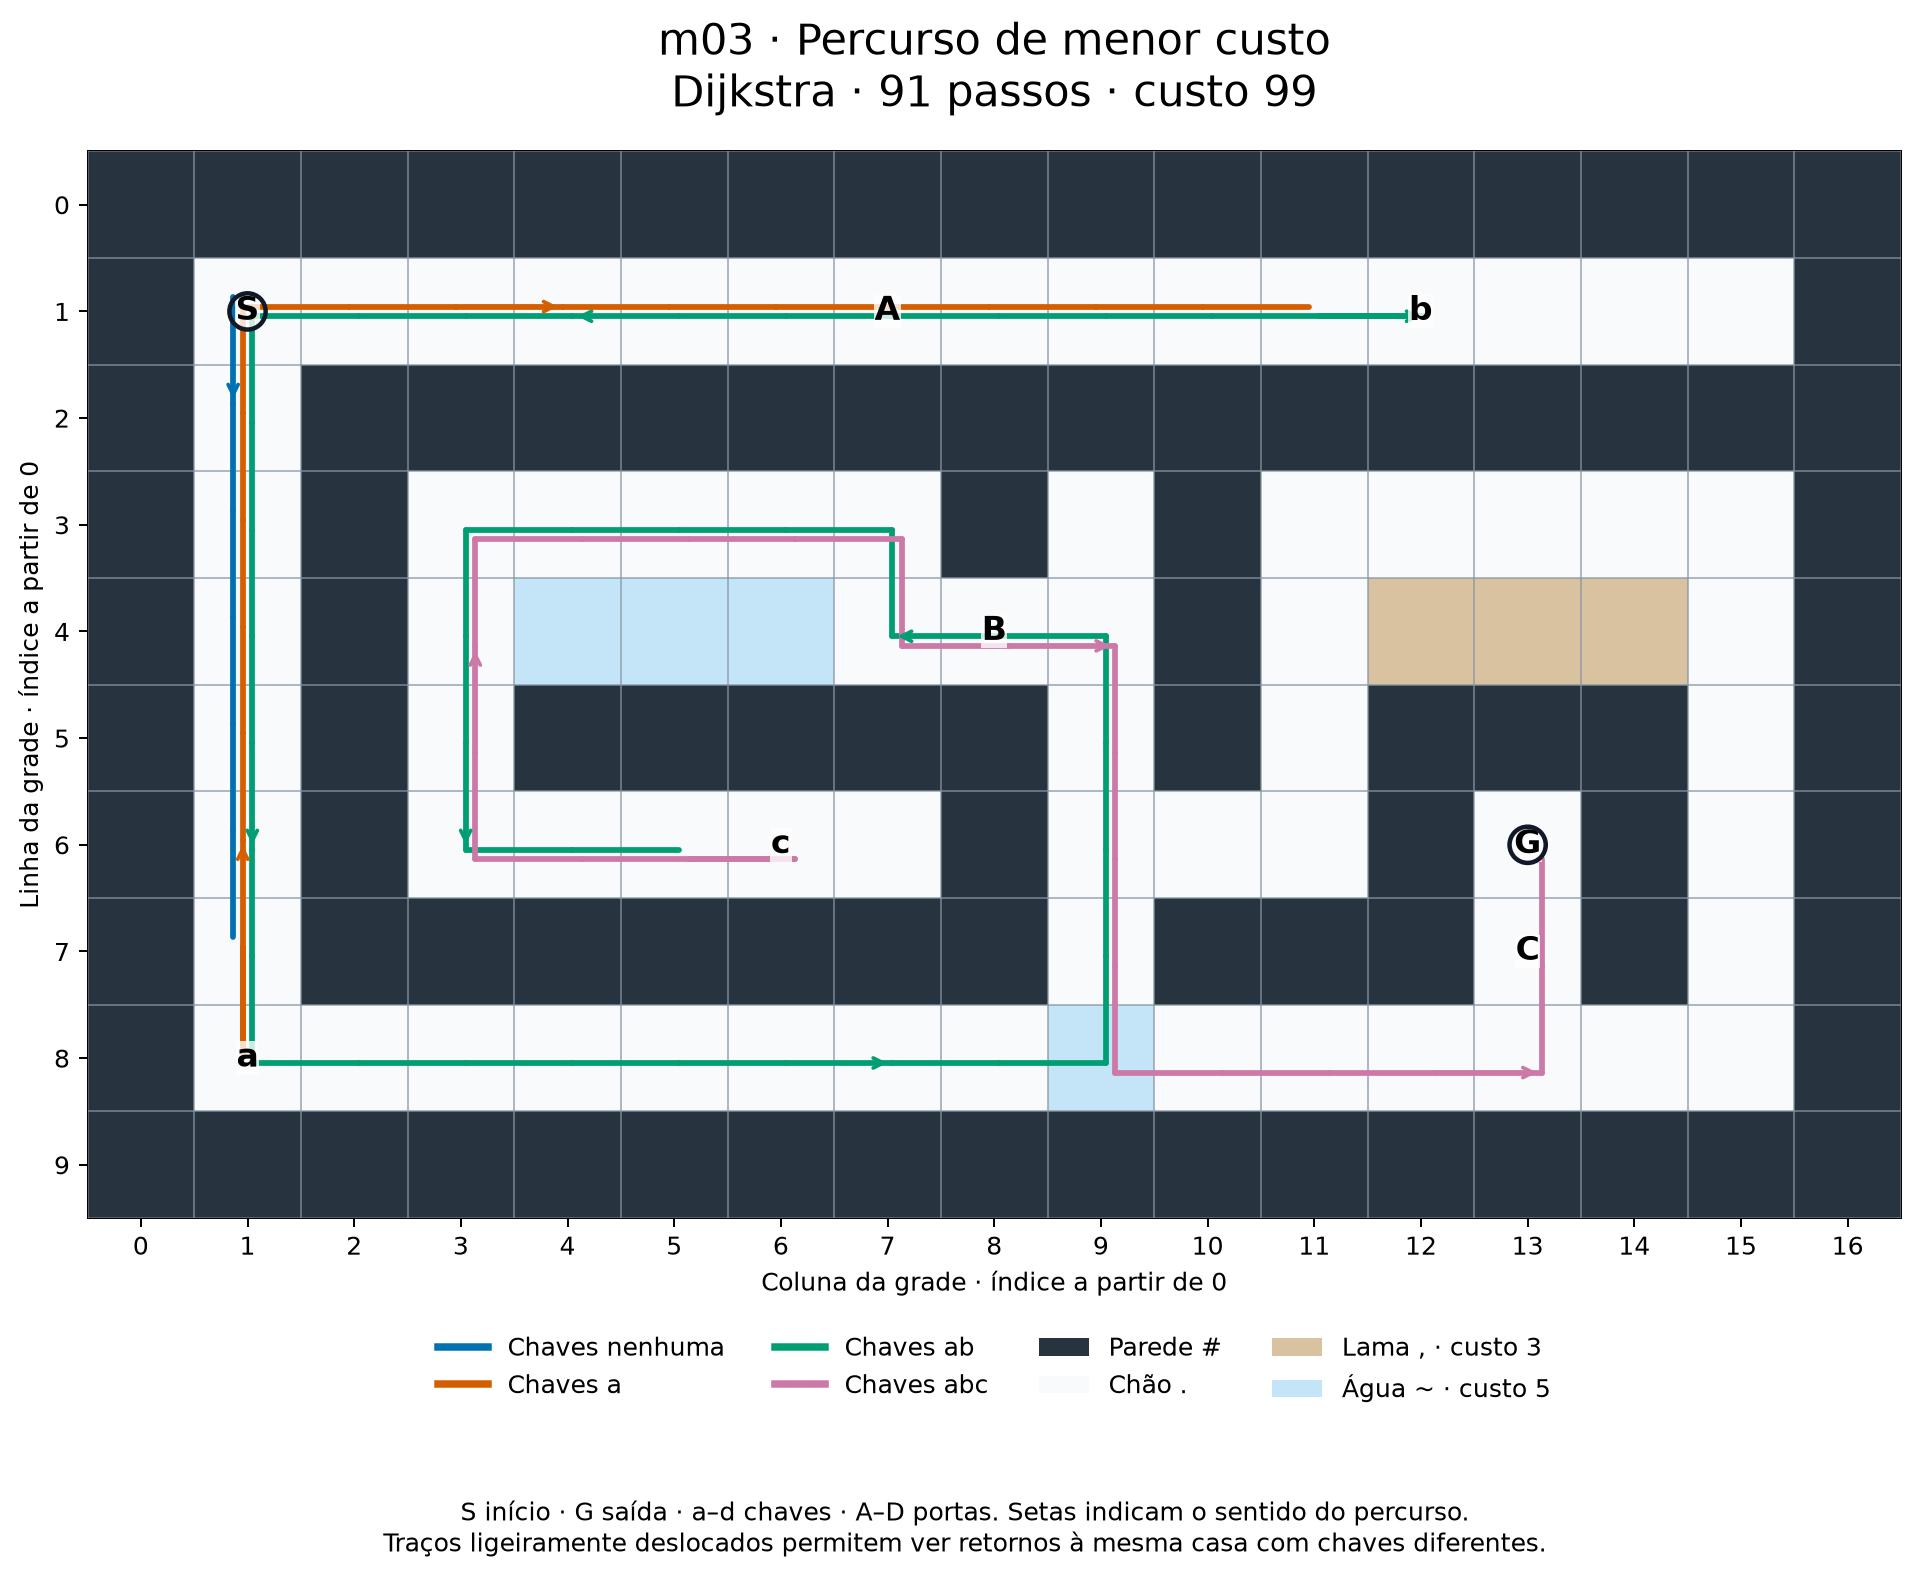 m03 · Percurso de menor custo
Dijkstra · 91 passos · custo 99
Linha da grade · índice a partir de 0
0
1
2
3
4
5
6
7
8
9
S
A
b
B
c
G
C
a
0 1 2 3 4 5 6 7 8 9 10 11 12 13 14 15 16
Coluna da grade · índice a partir de 0
Chaves nenhuma
Chaves a
Chaves ab
Chaves abc
Parede #
Chão .
Lama , · custo 3
Água ~ · custo 5
S início · G saída · a–d chaves · A–D portas. Setas indicam o sentido do percurso.
Traços ligeiramente deslocados permitem ver retornos à mesma casa com chaves diferentes.